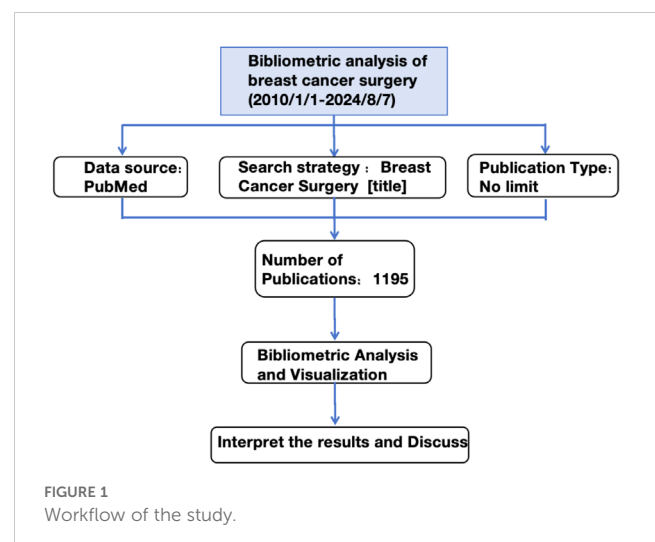 Bibliometric analysis of
breast cancer surgery
(2010/1/1-2024/8/7)
Data source：
PubMed
Search strategy ：Breast
Cancer Surgery [title]
Publication Type：
No limit
Number of
Publications：1195
Bibliometric Analysis
and Visualization
Interpret the results and Discuss
FIGURE 1
Workflow of the study.